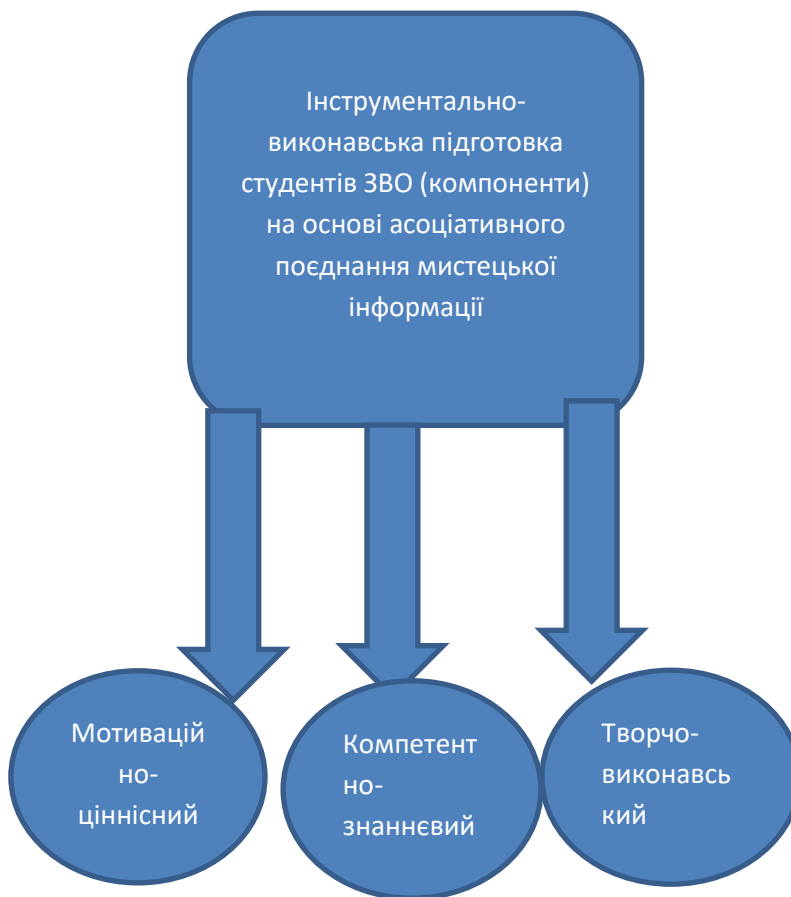 Інструментально-
виконавська підготовка
студентів ЗВО (компоненти)
на основі асоціативного
поєднання мистецької
інформації
Мотивацій
но-
ціннісний
Компетент
но-
знаннєвий
Творчо-
виконавсь
кий